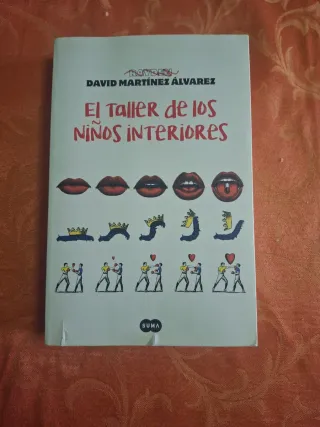 DAVID MARTÍNEZ ÁLVAREZ
EL TALLER DE LOS
NIÑOS INTERIORES
SUMA